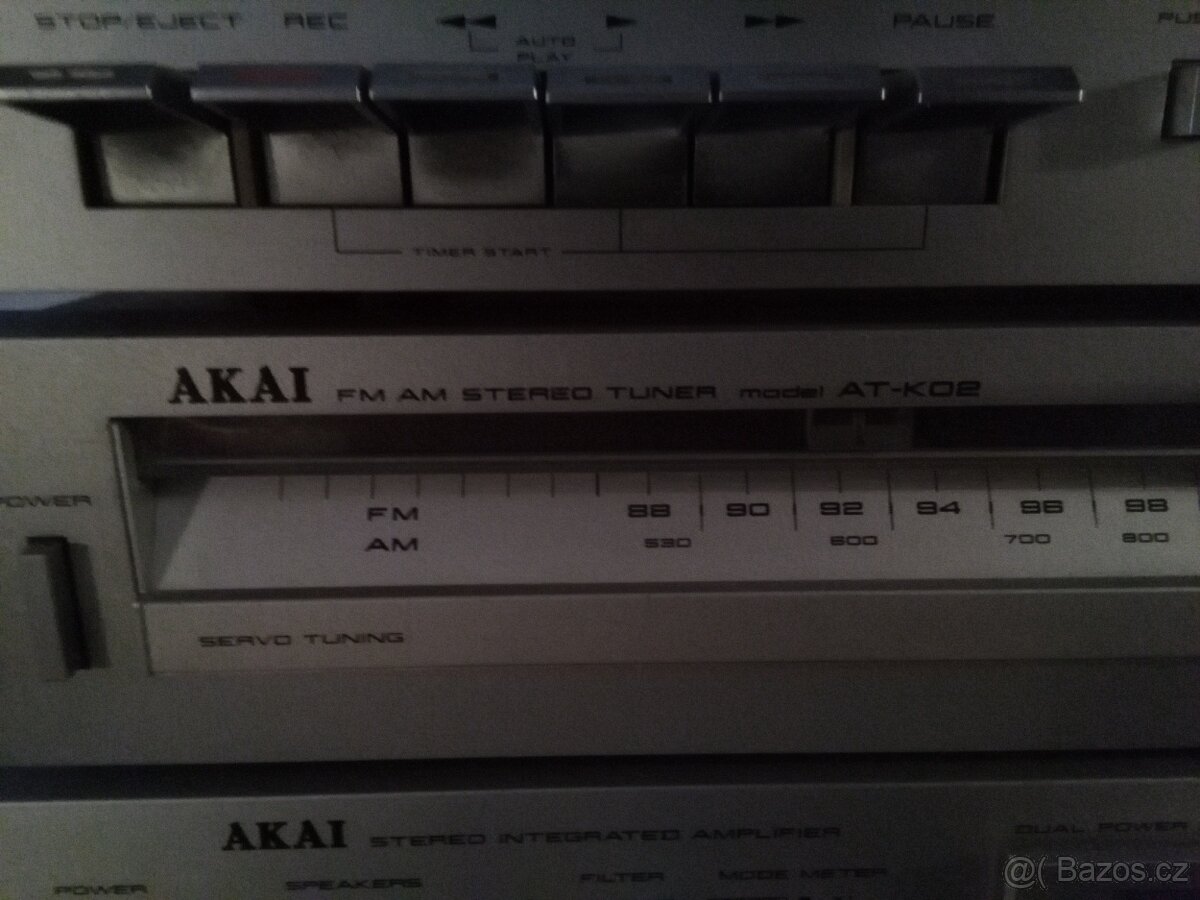 STOP/EJECT REC ◀◀ ▶ ▶▶ PAUSE
AUTO PLAY
TIMER START
AKAI FM AM STEREO TUNER model AT-K02
POWER
FM 88 90 92 94 96 98
AM 530 600 700 800
SERVO TUNING
AKAI STEREO INTEGRATED AMPLIFIER DUAL POWER
POWER SPEAKERS FILTER MODE METER
@( Bazos.cz